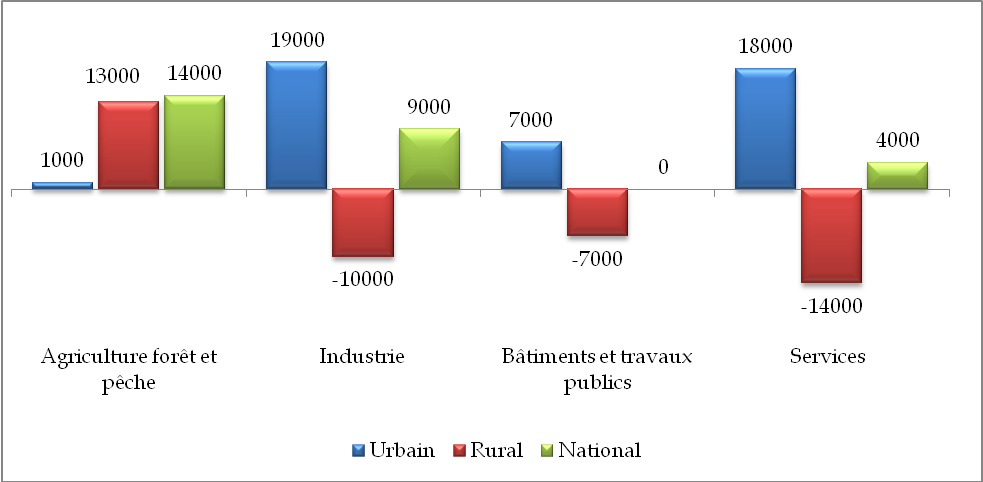 19000
18000
13000
14000
9000
7000
1000
0
4000
-10000
-7000
-14000
Agriculture forêt et
pêche
Industrie
Bâtiments et travaux
publics
Services
Urbain
Rural
National